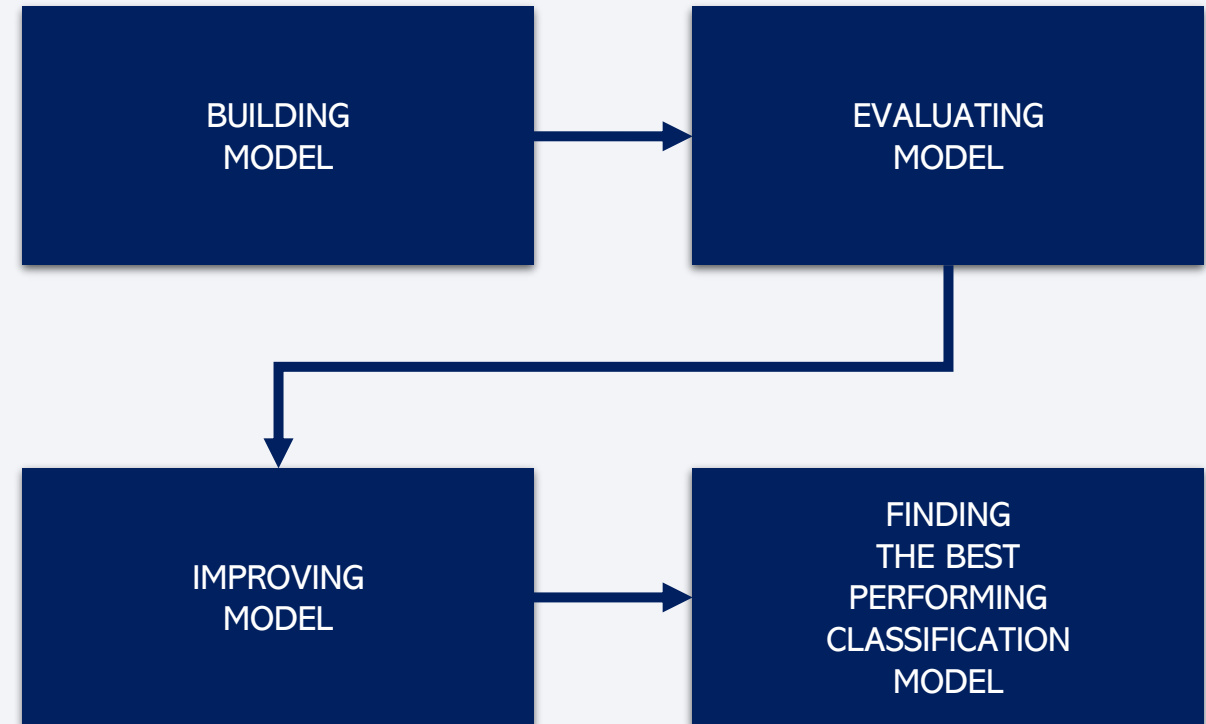 BUILDING
MODEL
EVALUATING
MODEL
IMPROVING
MODEL
FINDING
THE BEST
PERFORMING
CLASSIFICATION
MODEL